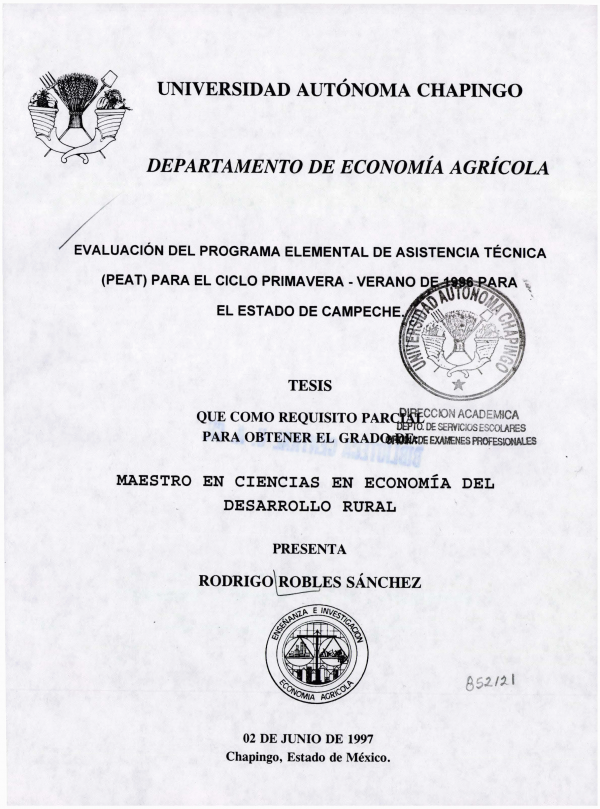 UNIVERSIDAD AUTÓNOMA CHAPINGO
DEPARTAMENTO DE ECONOMÍA AGRÍCOLA
EVALUACIÓN DEL PROGRAMA ELEMENTAL DE ASISTENCIA TÉCNICA
(PEAT) PARA EL CICLO PRIMAVERA - VERANO DE 1996 PARA
EL ESTADO DE CAMPECHE.
UNIVERSIDAD AUTONOMA CHAPINGO
TESIS
QUE COMO REQUISITO PARCIAL
PARA OBTENER EL GRADO DE:
DIRECCION ACADEMICA
DEPTO. DE SERVICIOS ESCOLARES
OFICINA DE EXAMENES PROFESIONALES
MAESTRO EN CIENCIAS EN ECONOMÍA DEL
DESARROLLO RURAL
PRESENTA
RODRIGO ROBLES SÁNCHEZ
ENSEÑANZA E INVESTIGACION
ECONOMIA AGRICOLA
852121
02 DE JUNIO DE 1997
Chapingo, Estado de México.